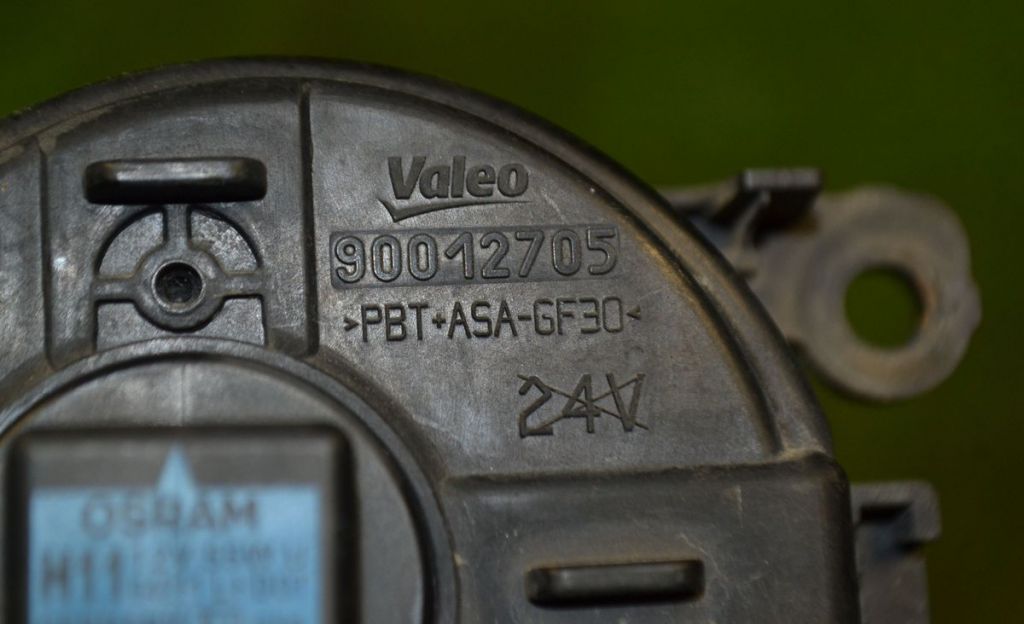 Valeo
90012705
>PBT+ASA-GF30<
24V
OSRAM
H11